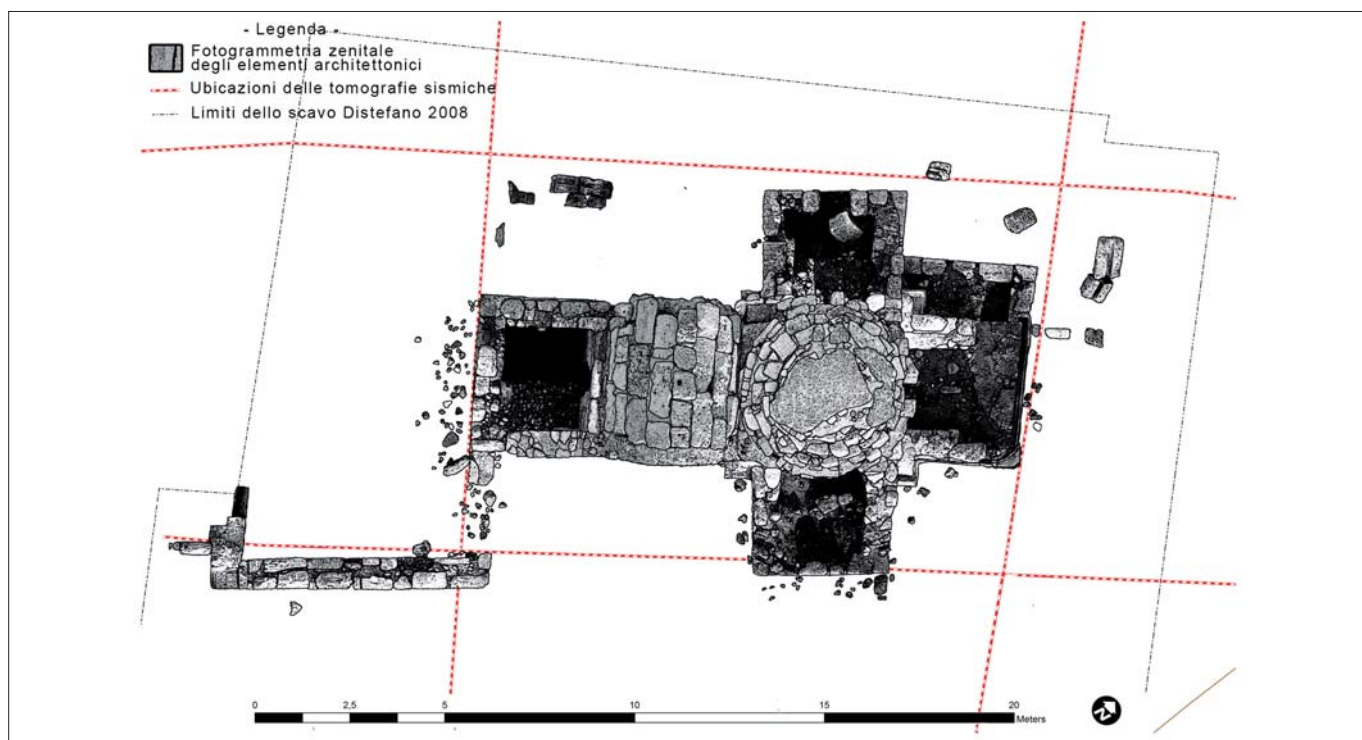 - Legenda -
Fotogrammetria zenitale
degli elementi architettonici
Ubicazioni delle tomografie sismiche
Limiti dello scavo Distefano 2008
0 2,5 5 10 15 20
Meters
N